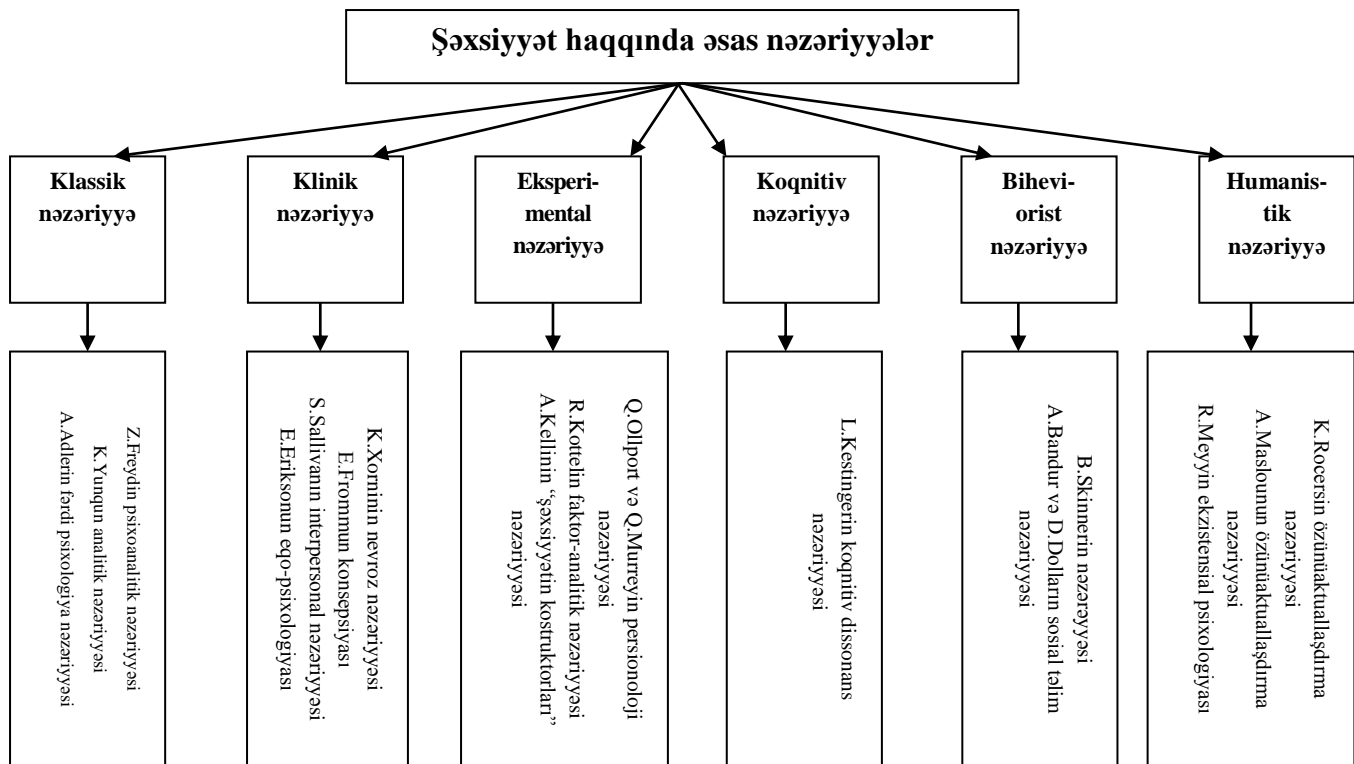 Şəxsiyyət haqqında əsas nəzəriyyələr
Klassik
nəzəriyyə
Klinik
nəzəriyyə
Eksperi-
mental
nəzəriyyə
Koqnitiv
nəzəriyyə
Bihevi-
orist
nəzəriyyə
Humanis-
tik
nəzəriyyə
Z.Freydin psixoanalitik nəzəriyyəsi
K.Yunqun analitik nəzəriyyəsi
A.Adlerin fərdi psixologiya nəzəriyyəsi
K.Xorninin nevroz nəzəriyyəsi
E.Frommun konsepsiyası
S.Sallivanın interpersonal nəzəriyyəsi
E.Eriksonun eqo-psixologiyası
Q.Ollport və Q.Murreyin persionoloji
nəzəriyyəsi
R.Kottelin faktor-analitik nəzəriyyəsi
A.Kellinin “şəxsiyyətin kostruktorları”
nəzəriyyəsi
L.Kestingerin koqnitiv dissonans
nəzəriyyəsi
B.Skinnerin nəzərəyyəsi
A.Bandur və D.Dolların sosial təlim
nəzəriyyəsi
K.Rocersin özünüaktuallaşdırma
nəzəriyyəsi
A.Maslounun özünüaktuallaşdırma
nəzəriyyəsi
R.Meyyin ekzistensial psixologiyası